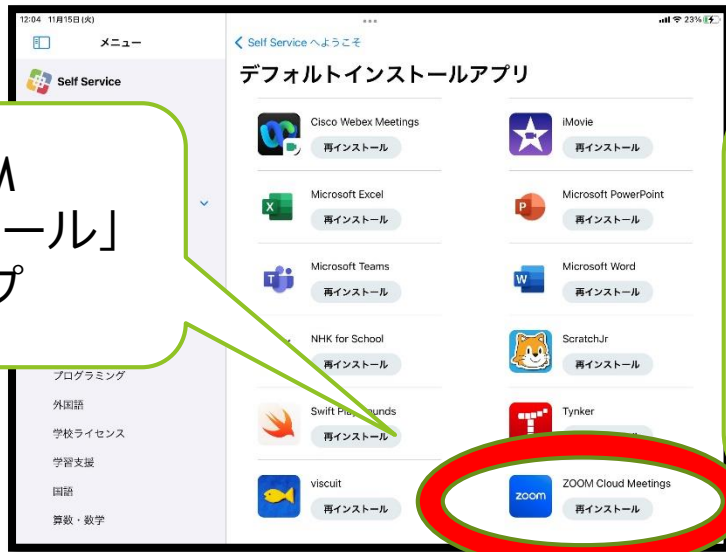 12:04 11月15日(火)
23%
メニュー
Self Service へようこそ
Self Service
デフォルトインストールアプリ
Cisco Webex Meetings
再インストール
iMovie
再インストール
Microsoft Excel
再インストール
Microsoft PowerPoint
再インストール
Microsoft Teams
再インストール
Microsoft Word
再インストール
NHK for School
再インストール
ScratchJr
再インストール
Swift Playgrounds
再インストール
Tynker
viscuit
再インストール
zoom
ZOOM Cloud Meetings
再インストール
ール」
プ
プログラミング
外国語
学校ライセンス
学習支援
国語
算数・数学